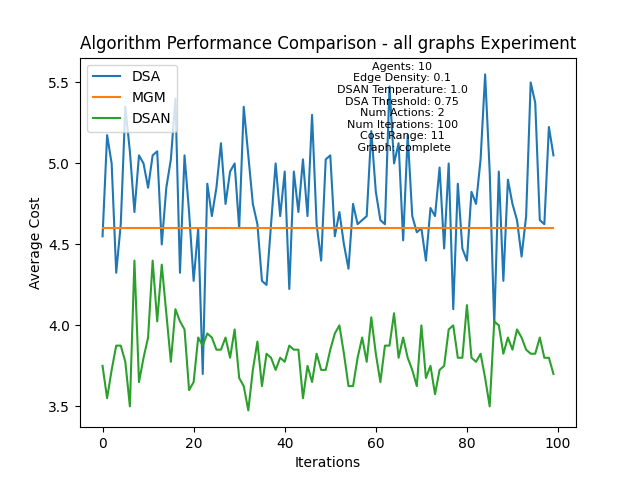 Algorithm Performance Comparison - all graphs Experiment
DSA
MGM
DSAN
Agents: 10
Edge Density: 0.1
DSAN Temperature: 1.0
DSA Threshold: 0.75
Num Actions: 2
Num Iterations: 100
Cost Range: 11
Graph: complete
Average Cost
5.5
5.0
4.5
4.0
3.5
0
20
40
60
80
100
Iterations